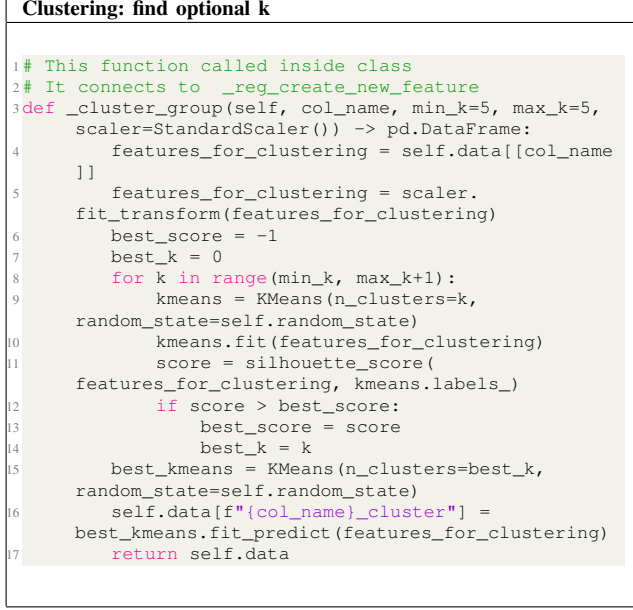 Clustering: find optional k
1 # This function called inside class
2 # It connects to  _reg_create_new_feature
3 def _cluster_group(self, col_name, min_k=5, max_k=5,
scaler=StandardScaler()) -> pd.DataFrame:
4 features_for_clustering = self.data[[col_name
]]
5 features_for_clustering = scaler.
fit_transform(features_for_clustering)
6 best_score = -1
7 best_k = 0
8 for k in range(min_k, max_k+1):
9 kmeans = KMeans(n_clusters=k,
random_state=self.random_state)
10 kmeans.fit(features_for_clustering)
11 score = silhouette_score(
features_for_clustering, kmeans.labels_)
12 if score > best_score:
13 best_score = score
14 best_k = k
15 best_kmeans = KMeans(n_clusters=best_k,
random_state=self.random_state)
16 self.data[f"{col_name}_cluster"] =
best_kmeans.fit_predict(features_for_clustering)
17 return self.data